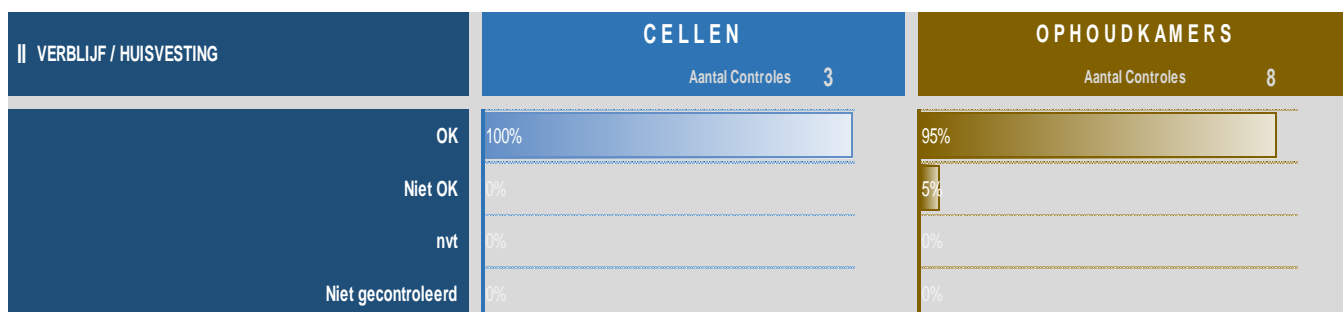 || VERBLIJF / HUISVESTING
CELLEN
Aantal Controles 3
OPHOUDKAMERS
Aantal Controles 8
OK 100% 95%
Niet OK 0% 5%
nvt 0% 0%
Niet gecontroleerd 0% 0%